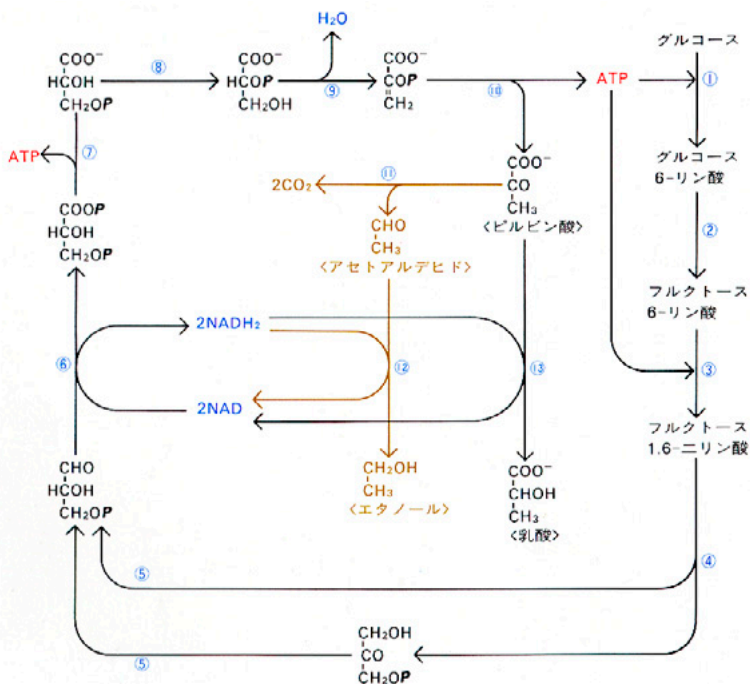 H₂O
グルコース
COO⁻
HCOH
CH₂OP
⑧
COO⁻
HCOP
CH₂OH
⑨
COO⁻
COP
CH₂
⑩
ATP
①
ATP
⑦
グルコース
6-リン酸
COO⁻
CO
CH₃
<ピルビン酸>
⑪
2CO₂
CHO
CH₃
<アセトアルデヒド>
COOP
HCOH
CH₂OP
②
フルクトース
6-リン酸
2NADH₂
⑥
⑫
⑬
③
2NAD
フルクトース
1.6-二リン酸
CHO
HCOH
CH₂OP
CH₂OH
CH₃
<エタノール>
COO⁻
CHOH
CH₃
<乳酸>
④
⑤
CH₂OH
CO
CH₂OP
⑤